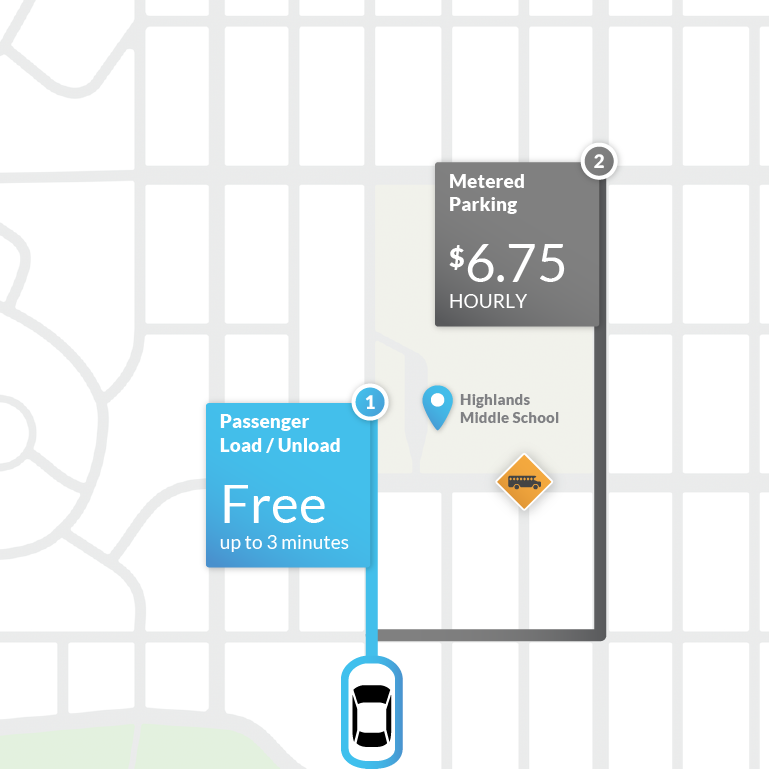 2
Metered
Parking
$6.75
HOURLY
Highlands
Middle School
1
Passenger
Load / Unload
Free
up to 3 minutes